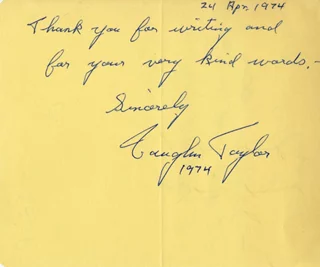 24 Apr. 1974
Thank you for writing and
for your very kind words.-
Sincerely
Vaughn Taylor
1974